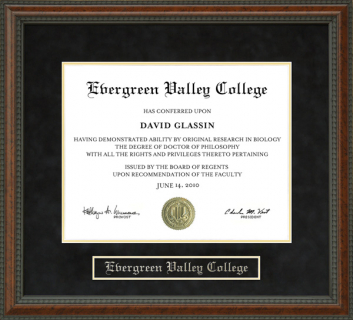 Evergreen Valley College
HAS CONFERRED UPON
DAVID GLASSIN
HAVING DEMONSTRATED ABILITY BY ORIGINAL RESEARCH IN BIOLOGY
THE DEGREE OF DOCTOR OF PHILOSOPHY
WITH ALL THE RIGHTS AND PRIVILEGES THERETO PERTAINING
ISSUED BY THE BOARD OF REGENTS
UPON RECOMMENDATION OF THE FACULTY
JUNE 14, 2010
PROVOST
PRESIDENT
Evergreen Valley College